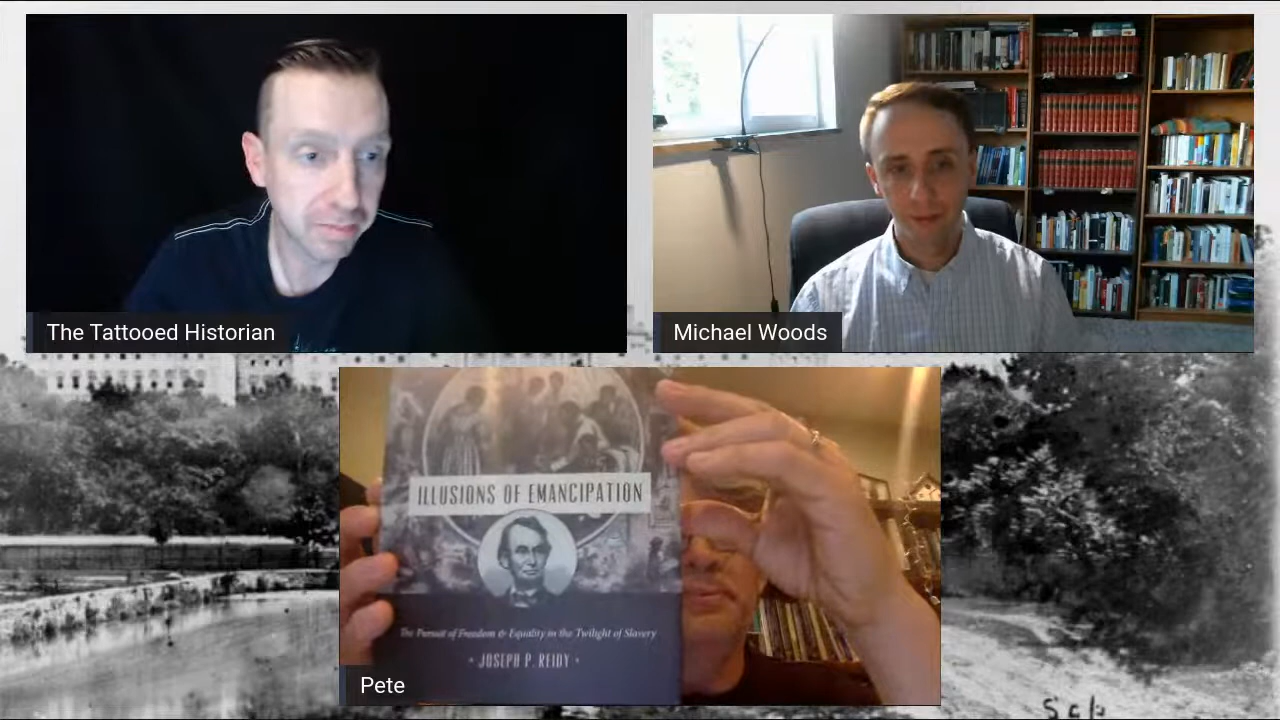 The Tattooed Historian
Michael Woods
ILLUSIONS OF EMANCIPATION
The Pursuit of Freedom & Equality in the Twilight of Slavery
• JOSEPH P. REIDY •
Pete